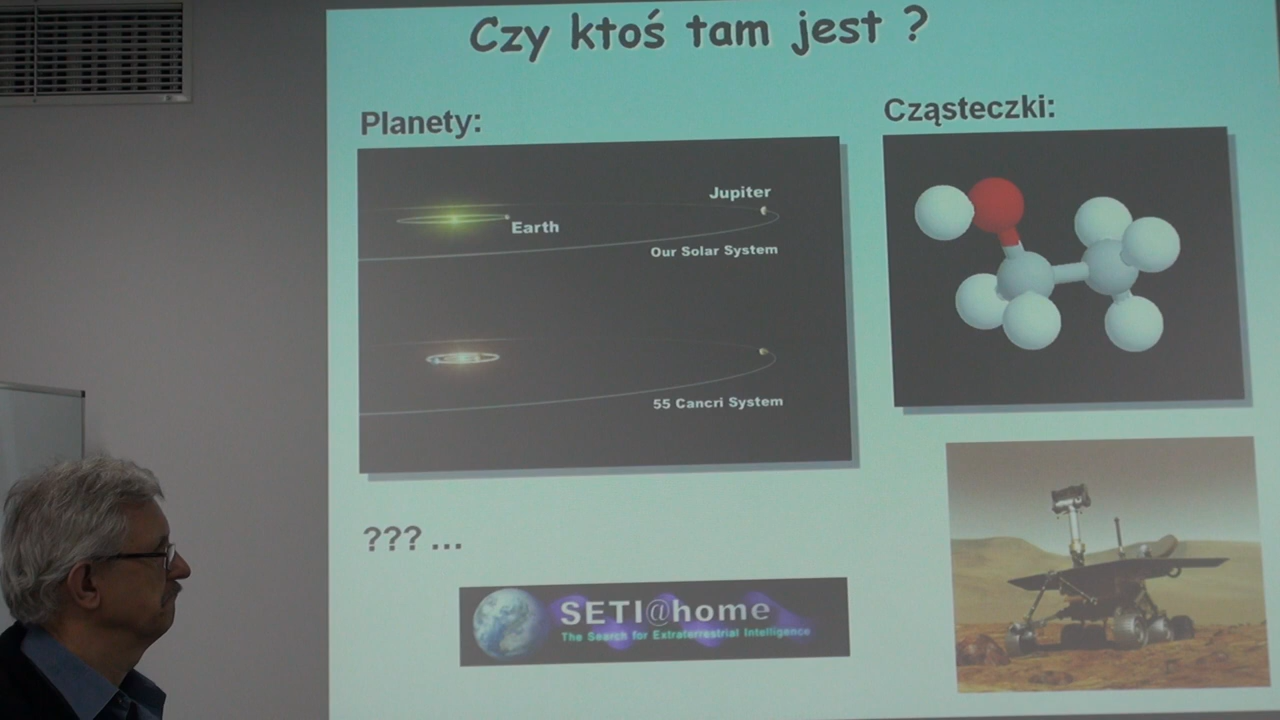 Czy ktoś tam jest ?
Planety:
Cząsteczki:
Jupiter
Earth
Our Solar System
55 Cancri System
??? ...
SETI@home
The Search for Extraterrestrial Intelligence